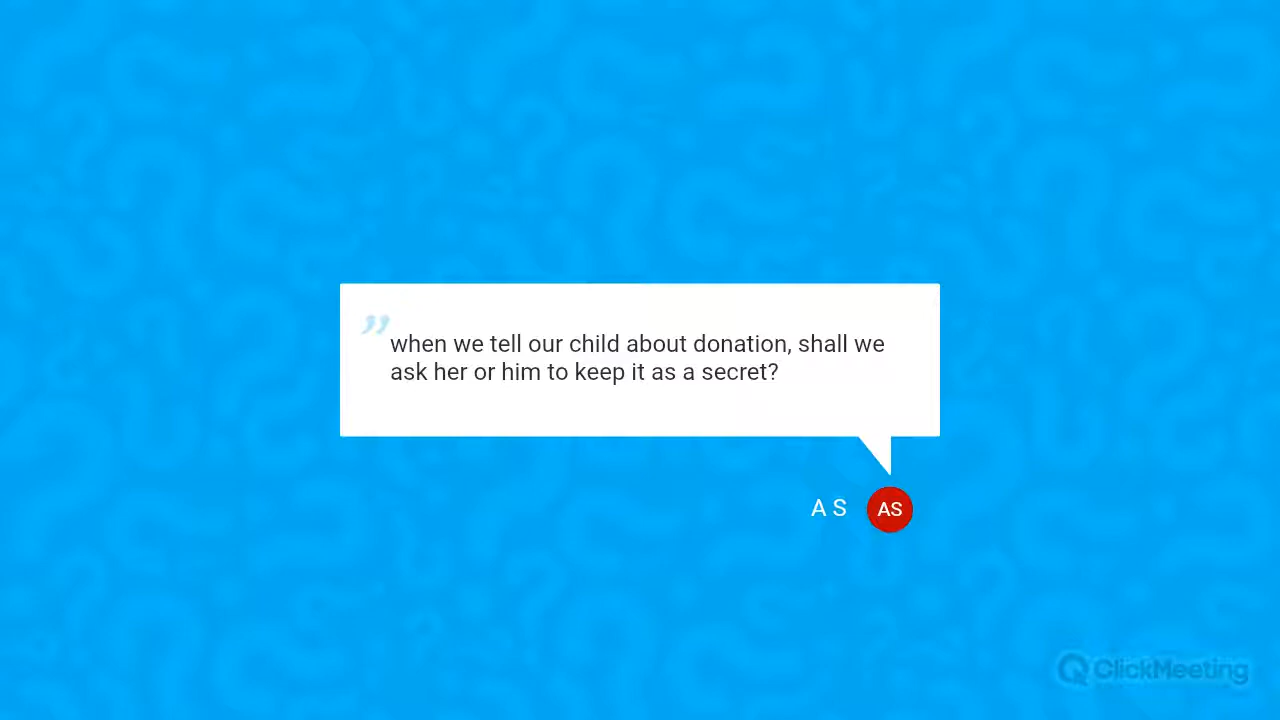 ”
when we tell our child about donation, shall we
ask her or him to keep it as a secret?
A S
AS
ClickMeeting